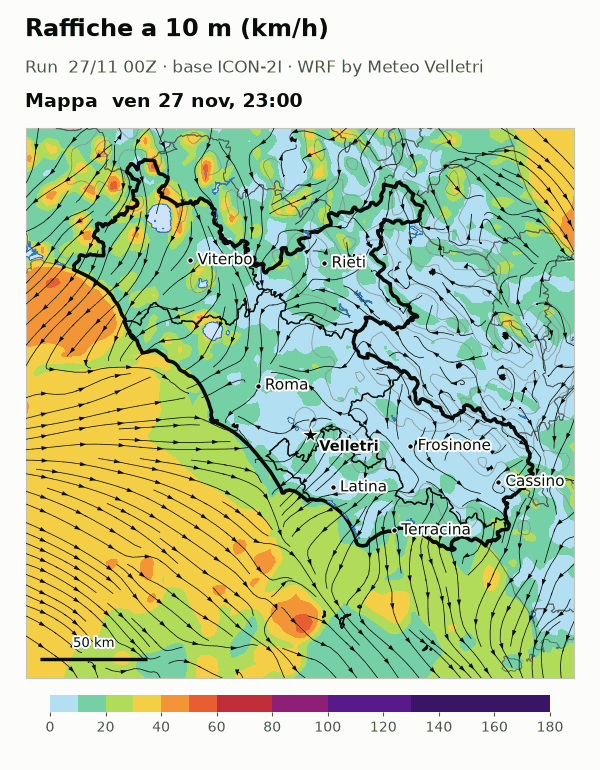 Raffiche a 10 m (km/h)
Run 27/11 00Z · base ICON-2I · WRF by Meteo Velletri
Mappa ven 27 nov, 23:00
Viterbo
Rieti
Roma
Velletri
Frosinone
Latina
Cassino
Terracina
50 km
0 20 40 60 80 100 120 140 160 180